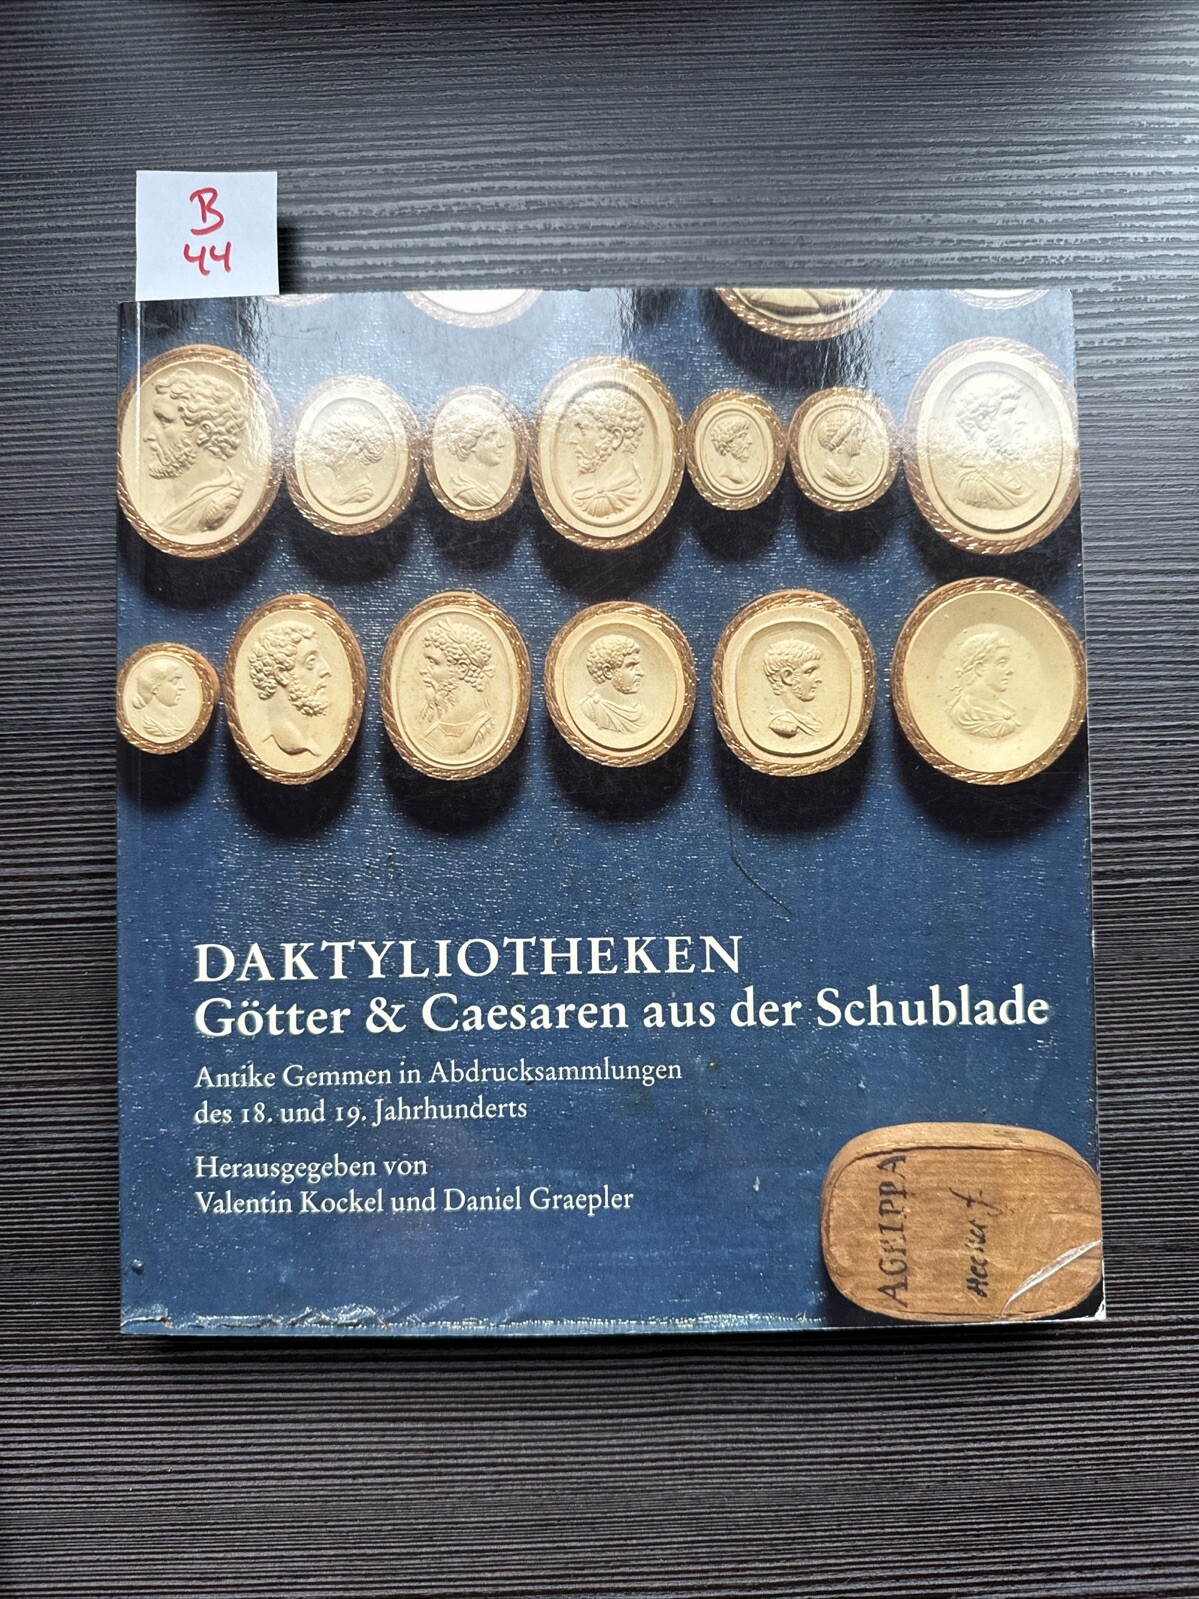 B
44
DAKTYLIOTHEKEN
Götter & Caesaren aus der Schublade
Antike Gemmen in Abdrucksammlungen
des 18. und 19. Jahrhunderts
Herausgegeben von
Valentin Kockel und Daniel Graepler
AGRIPPA